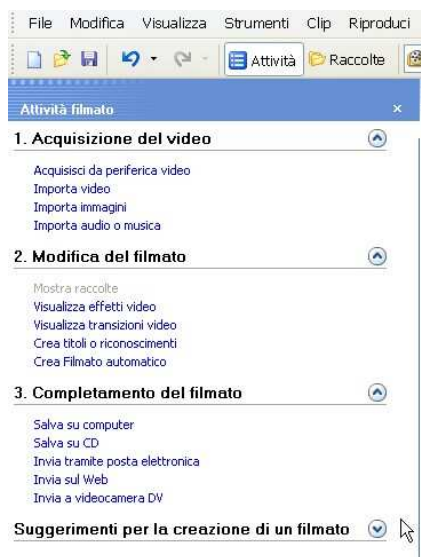 File Modifica Visualizza Strumenti Clip Riproduci
Attività Raccolte
Attività filmato
1. Acquisizione del video
Acquisisci da periferica video
Importa video
Importa immagini
Importa audio o musica
2. Modifica del filmato
Mostra raccolte
Visualizza effetti video
Visualizza transizioni video
Crea titoli o riconoscimenti
Crea Filmato automatico
3. Completamento del filmato
Salva su computer
Salva su CD
Invia tramite posta elettronica
Invia sul Web
Invia a videocamera DV
Suggerimenti per la creazione di un filmato